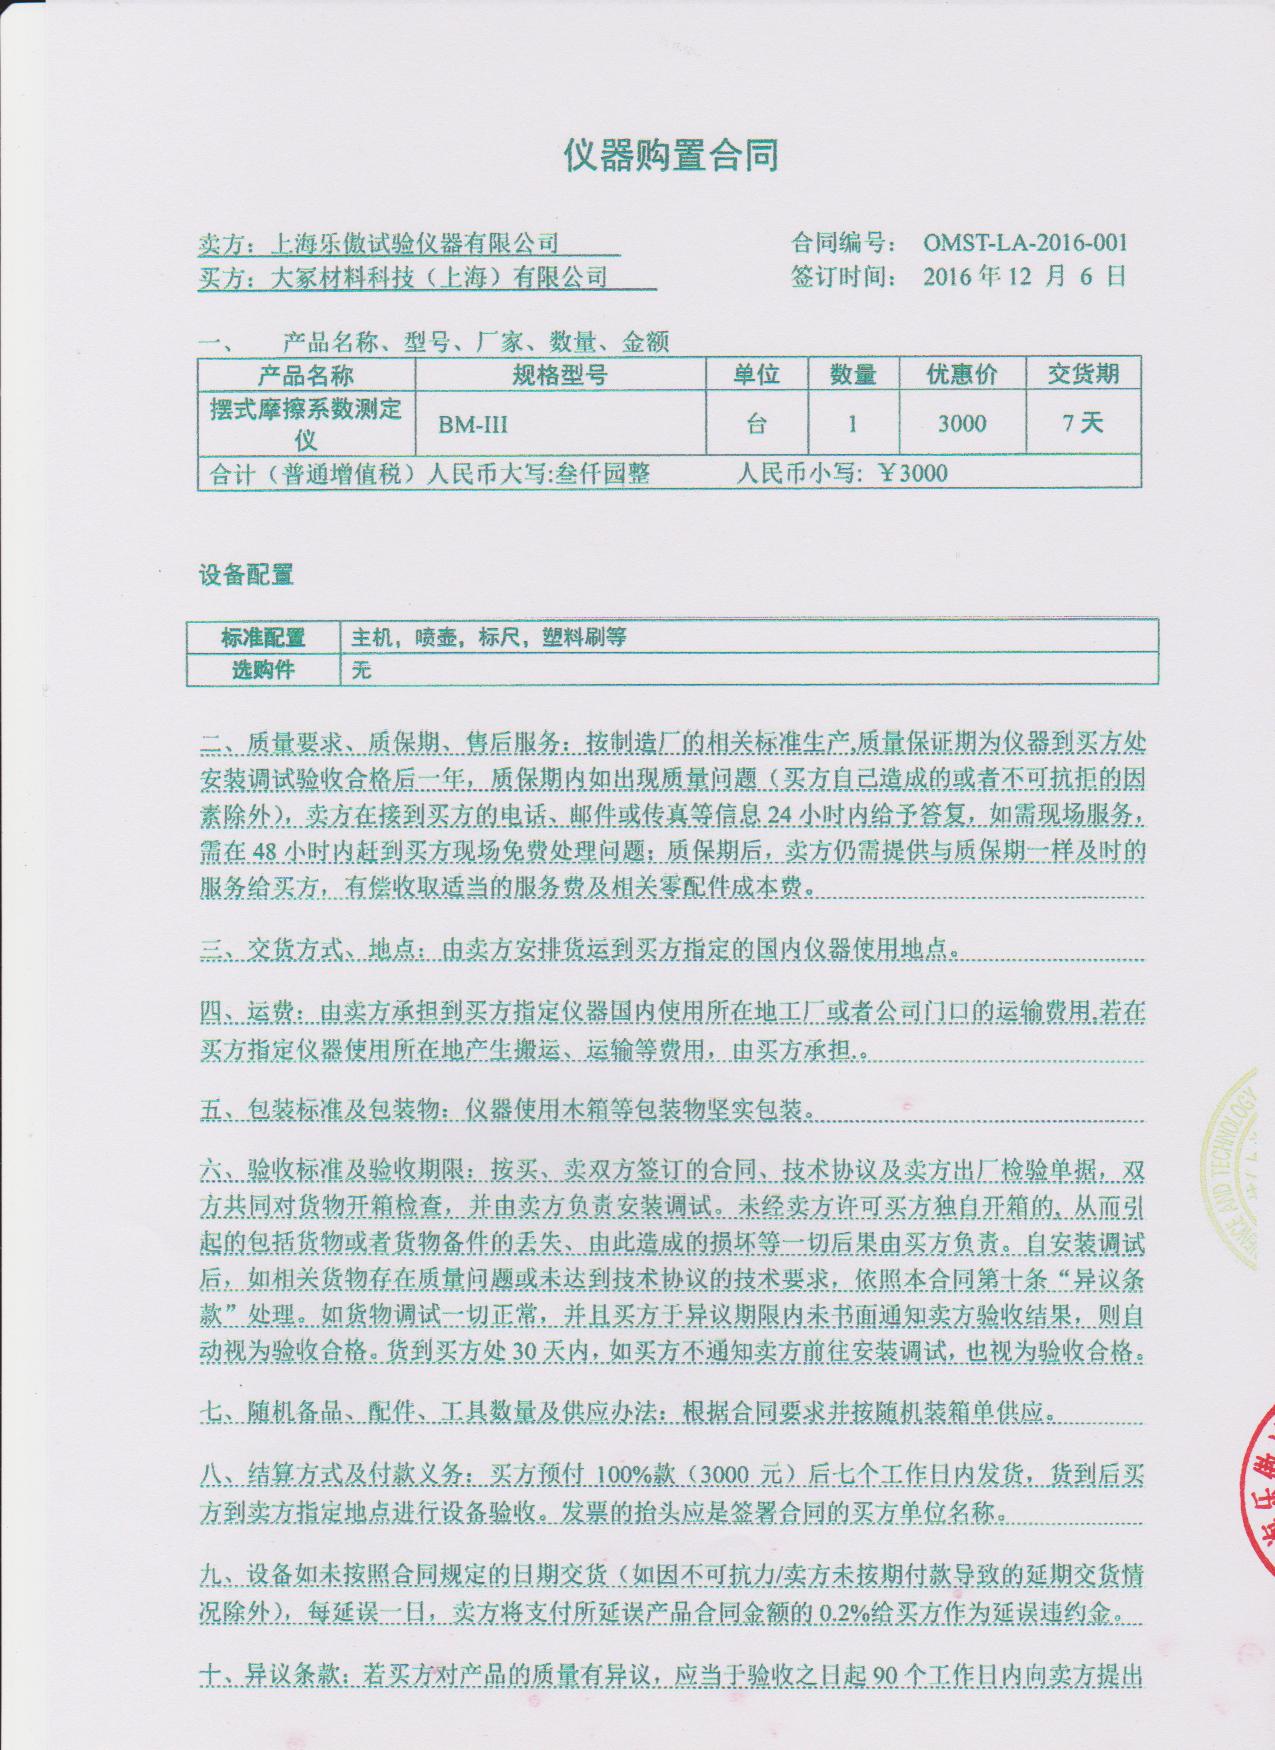 仪器购置合同
卖方：上海乐傲试验仪器有限公司
合同编号： OMST-LA-2016-001
买方：大冢材料科技（上海）有限公司
签订时间： 2016 年 12 月 6 日
一、 产品名称、型号、厂家、数量、金额
产品名称 规格型号 单位 数量 优惠价 交货期
摆式摩擦系数测定仪 BM-III 台 1 3000 7 天
合计（普通增值税）人民币大写:叁仟园整 人民币小写: ￥3000
设备配置
标准配置 主机，喷壶，标尺，塑料刷等
选购件 无
二、质量要求、质保期、售后服务：按制造厂的相关标准生产,质量保证期为仪器到买方处
安装调试验收合格后一年，质保期内如出现质量问题（买方自己造成的或者不可抗拒的因
素除外），卖方在接到买方的电话、邮件或传真等信息 24 小时内给予答复，如需现场服务，
需在 48 小时内赶到买方现场免费处理问题；质保期后，卖方仍需提供与质保期一样及时的
服务给买方，有偿收取适当的服务费及相关零配件成本费。
三、交货方式、地点：由卖方安排货运到买方指定的国内仪器使用地点。
四、运费：由卖方承担到买方指定仪器国内使用所在地工厂或者公司门口的运输费用,若在
买方指定仪器使用所在地产生搬运、运输等费用，由买方承担.。
五、包装标准及包装物：仪器使用木箱等包装物坚实包装。
六、验收标准及验收期限：按买、卖双方签订的合同、技术协议及卖方出厂检验单据，双
方共同对货物开箱检查，并由卖方负责安装调试。未经卖方许可买方独自开箱的, 从而引
起的包括货物或者货物备件的丢失、由此造成的损坏等一切后果由买方负责。自安装调试
后，如相关货物存在质量问题或未达到技术协议的技术要求，依照本合同第十条“异议条
款”处理。如货物调试一切正常，并且买方于异议期限内未书面通知卖方验收结果，则自
动视为验收合格。货到买方处 30 天内，如买方不通知卖方前往安装调试，也视为验收合格。
七、随机备品、配件、工具数量及供应办法：根据合同要求并按随机装箱单供应。
八、结算方式及付款义务：买方预付 100%款（3000 元）后七个工作日内发货，货到后买
方到卖方指定地点进行设备验收。发票的抬头应是签署合同的买方单位名称。
九、设备如未按照合同规定的日期交货（如因不可抗力/卖方未按期付款导致的延期交货情
况除外），每延误一日，卖方将支付所延误产品合同金额的 0.2%给买方作为延误违约金。
十、异议条款：若买方对产品的质量有异议，应当于验收之日起 90 个工作日内向卖方提出
AND TECHNOLOGY
乐傲